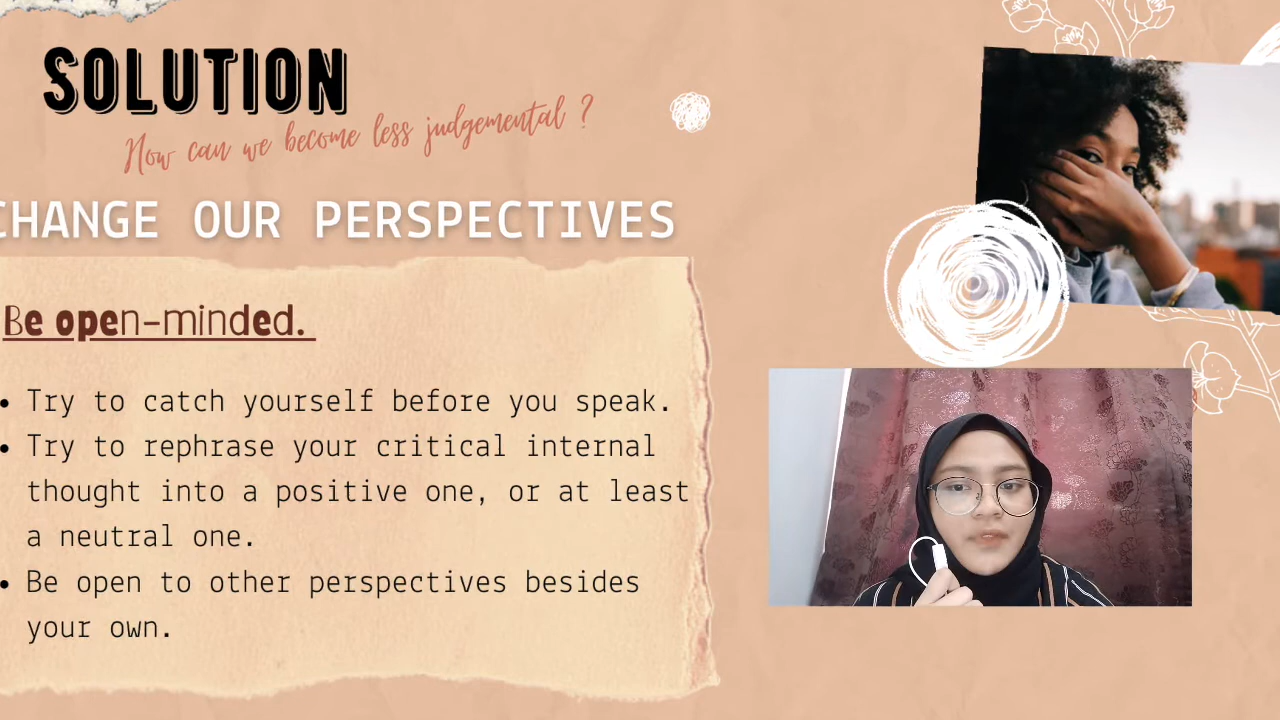 SOLUTION
How can we become less judgemental ?
CHANGE OUR PERSPECTIVES
Be open-minded.
• Try to catch yourself before you speak.
• Try to rephrase your critical internal
thought into a positive one, or at least
a neutral one.
• Be open to other perspectives besides
your own.